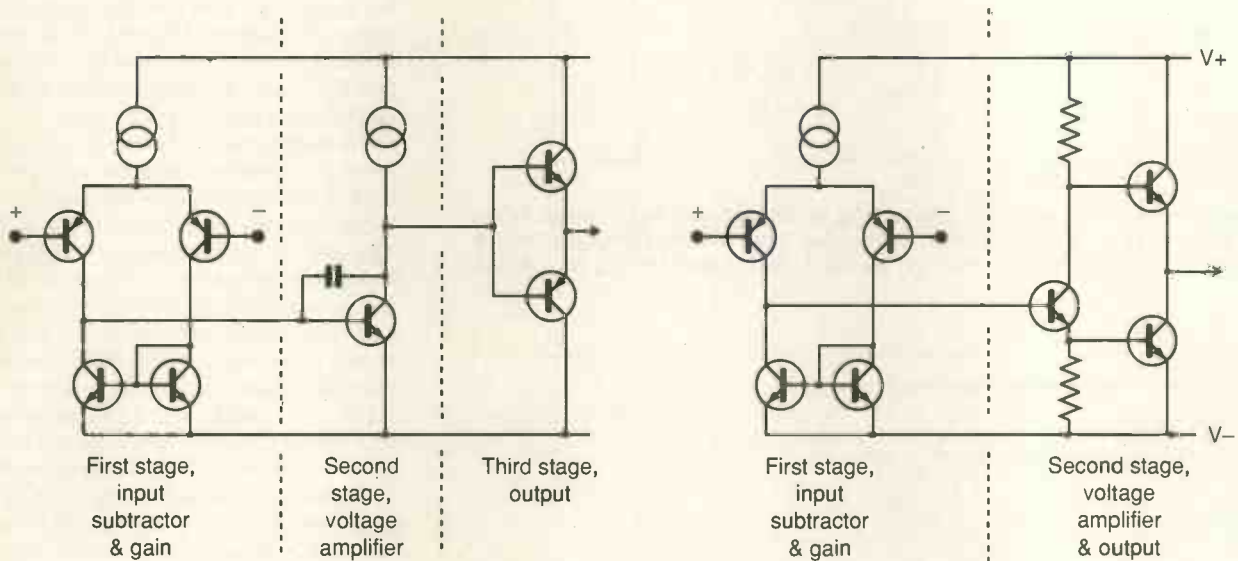 +
−
+
−
V+
V−
First stage,
input
subtractor
& gain
Second
stage,
voltage
amplifier
Third stage,
output
First stage,
input
subtractor
& gain
Second stage,
voltage
amplifier
& output